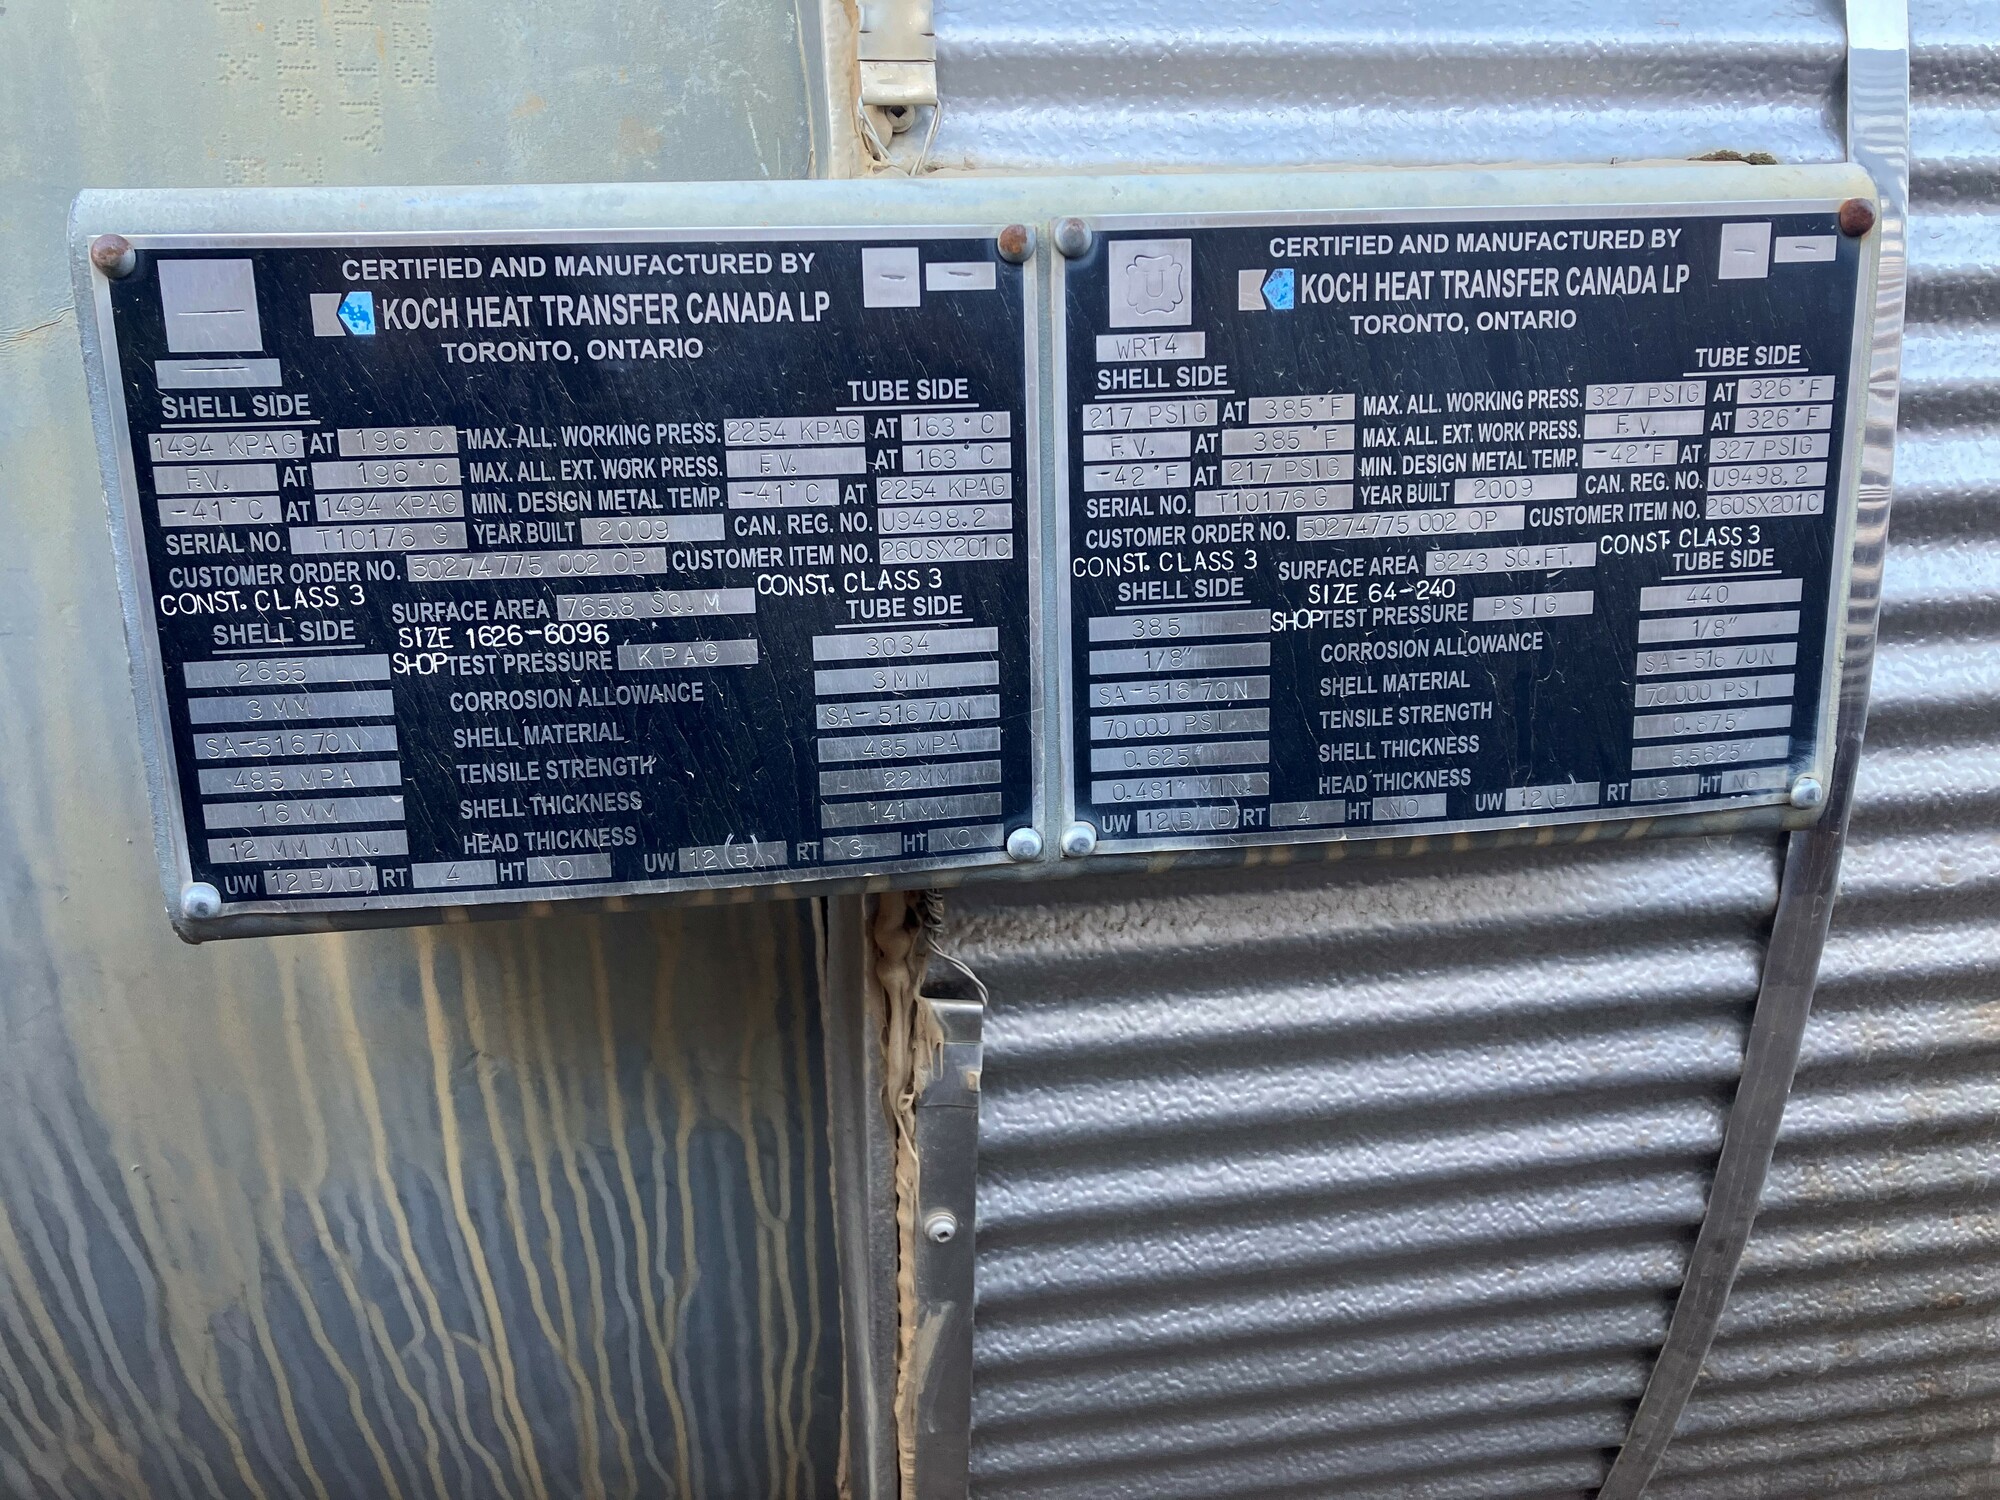 CERTIFIED AND MANUFACTURED BY
KOCH HEAT TRANSFER CANADA LP
TORONTO, ONTARIO
SHELL SIDE TUBE SIDE
1494 KPAG AT 196°C MAX. ALL. WORKING PRESS. 2254 KPAG AT 163°C
F.V. AT 196°C MAX. ALL. EXT. WORK PRESS. F.V. AT 163°C
-41°C AT 1494 KPAG MIN. DESIGN METAL TEMP. -41°C AT 2254 KPAG
SERIAL NO. T10176 G YEAR BUILT 2009 CAN. REG. NO. U9498.2
CUSTOMER ORDER NO. 50274775 002 OP CUSTOMER ITEM NO. 260SX201C
CONST. CLASS 3 SURFACE AREA 765.8 SQ.M CONST. CLASS 3
SHELL SIDE SIZE 1626-6096 TUBE SIDE
2655 SHOP TEST PRESSURE KPAG 3034
3MM CORROSION ALLOWANCE 3MM
SA-516 70N SHELL MATERIAL SA-516 70N
485 MPA TENSILE STRENGTH 485 MPA
16 MM SHELL THICKNESS 22MM
12 MM MIN. HEAD THICKNESS 141 MM
UW 12(B)(D) RT 4 HT NO UW 12(B) RT 3 HT NO
U
WRT4
CERTIFIED AND MANUFACTURED BY
KOCH HEAT TRANSFER CANADA LP
TORONTO, ONTARIO
SHELL SIDE TUBE SIDE
217 PSIG AT 385°F MAX. ALL. WORKING PRESS. 327 PSIG AT 326°F
F.V. AT 385°F MAX. ALL. EXT. WORK PRESS. F.V. AT 326°F
-42°F AT 217 PSIG MIN. DESIGN METAL TEMP. -42°F AT 327 PSIG
SERIAL NO. T10176 G YEAR BUILT 2009 CAN. REG. NO. U9498.2
CUSTOMER ORDER NO. 50274775 002 OP CUSTOMER ITEM NO. 260SX201C
CONST. CLASS 3 SURFACE AREA 8243 SQ.FT. CONST. CLASS 3
SHELL SIDE SIZE 64-240 TUBE SIDE
385 SHOP TEST PRESSURE PSIG 440
1/8" CORROSION ALLOWANCE 1/8"
SA-516 70N SHELL MATERIAL SA-516 70N
70.000 PSI TENSILE STRENGTH 70.000 PSI
0.625" SHELL THICKNESS 0.875"
0.481" MIN. HEAD THICKNESS 5.5625"
UW 12(B)(D) RT 4 HT NO UW 12(B) RT 3 HT NO